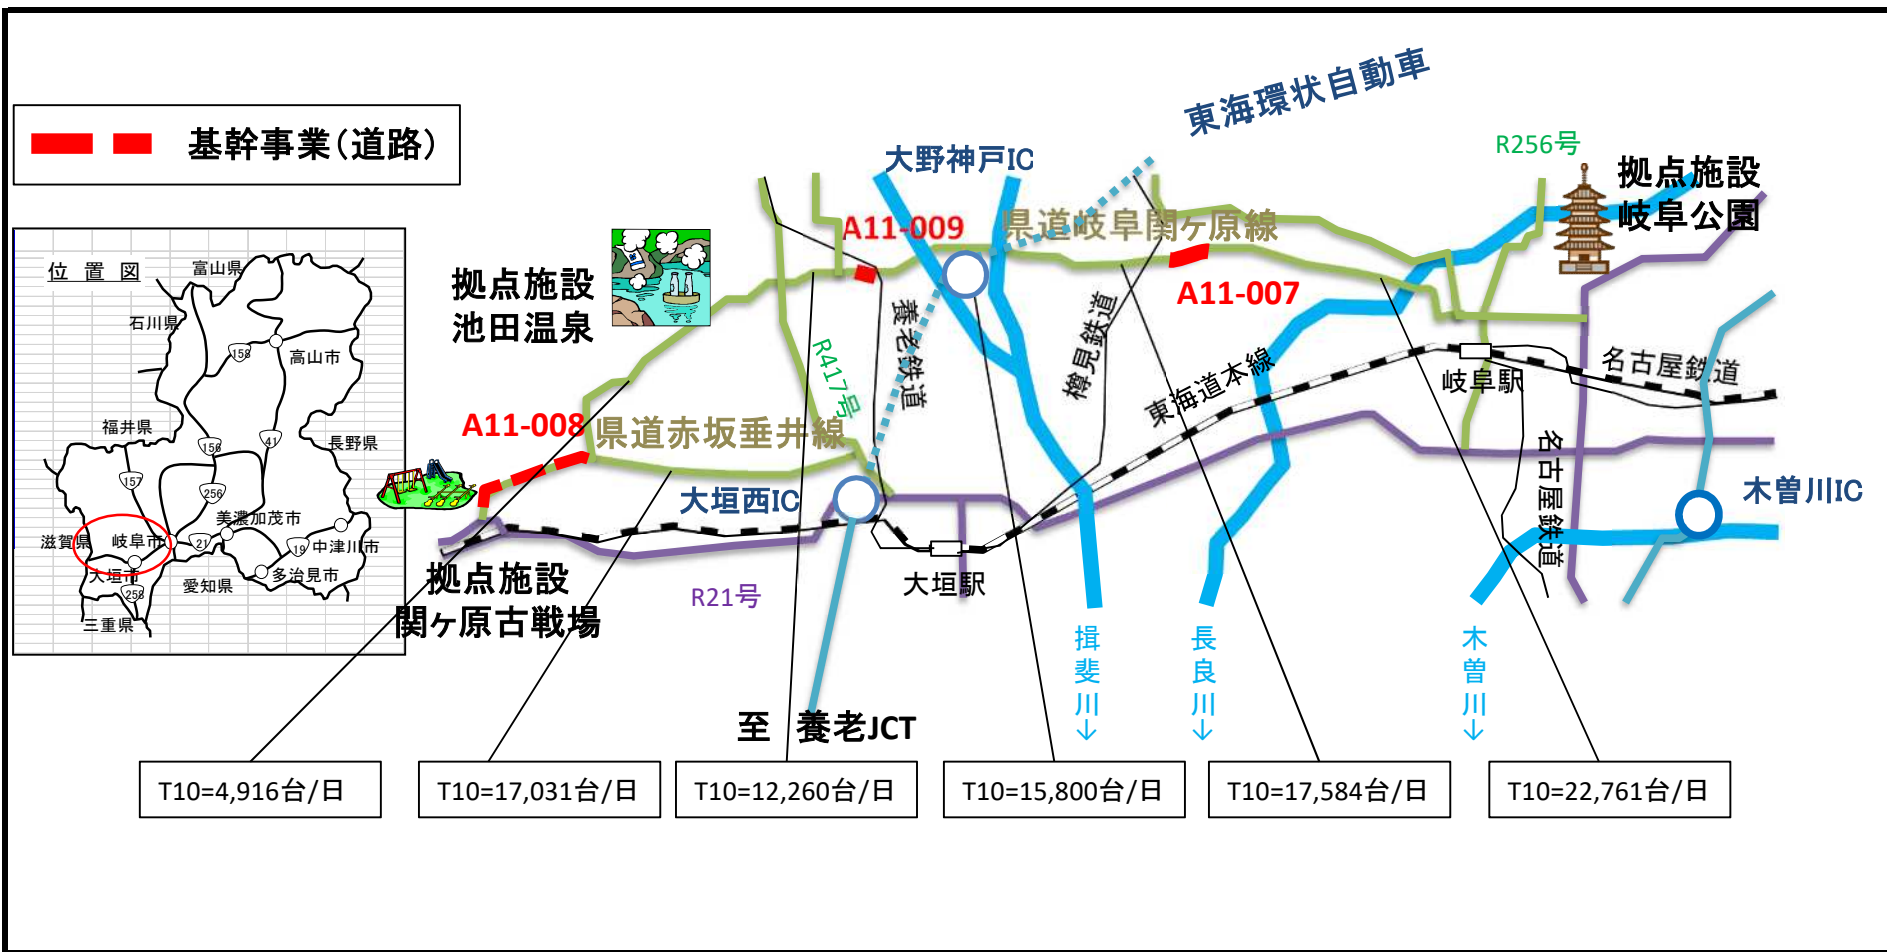 東海環状自動車
大野神戸IC
R256号
基幹事業(道路)
拠点施設
岐阜公園
A11-009
県道岐阜関ヶ原線
位 置 図
富山県
拠点施設
池田温泉
A11-007
石川県
158
高山市
養老鉄道
樽見鉄道
R417号
東海道本線
名古屋鉄道
岐阜駅
福井県
156
41
長野県
A11-008
県道赤坂垂井線
157
256
名古屋鉄道
大垣西IC
木曽川IC
美濃加茂市
滋賀県
岐阜市
21
19
中津川市
大垣市
258
愛知県
多治見市
三重県
拠点施設
関ヶ原古戦場
大垣駅
R21号
揖斐川↓
長良川↓
木曽川↓
至 養老JCT
T10=4,916台/日
T10=17,031台/日
T10=12,260台/日
T10=15,800台/日
T10=17,584台/日
T10=22,761台/日